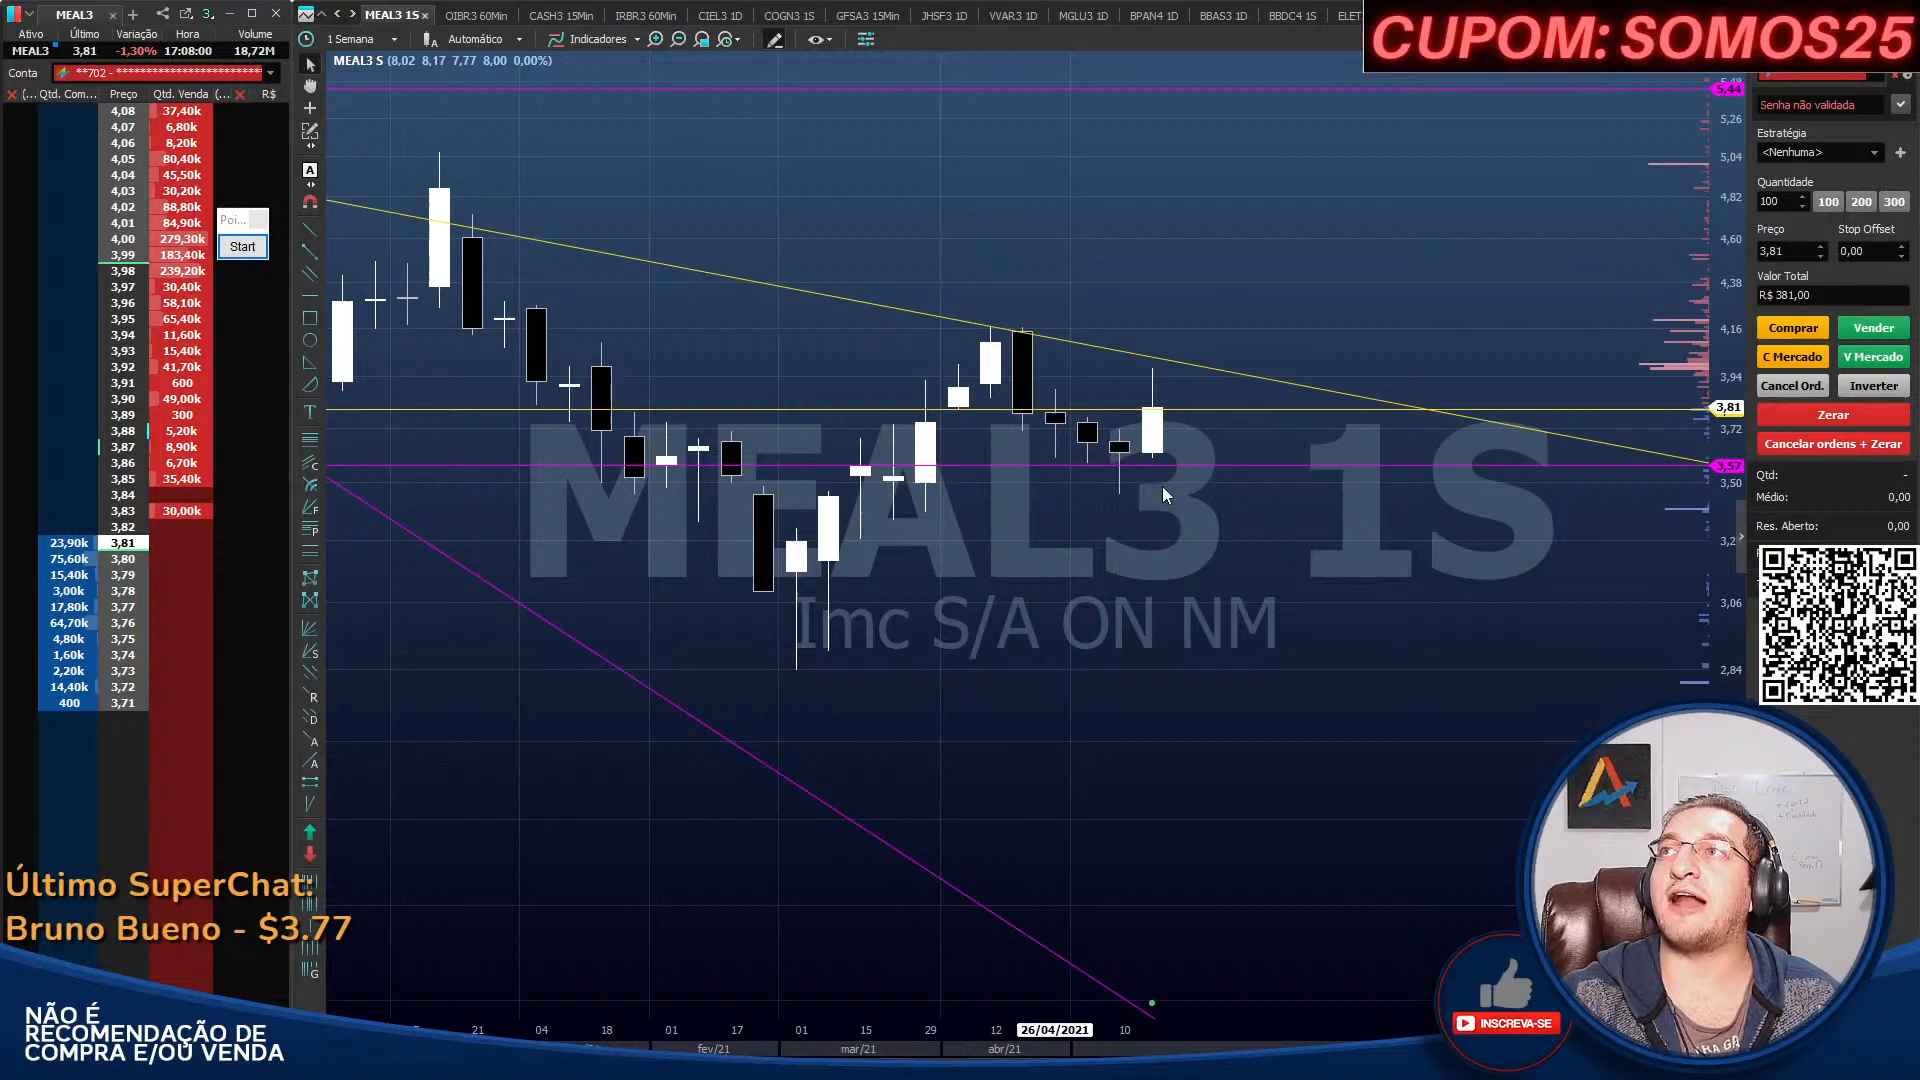 MEAL3
3.
MEAL3 1S
OIBR3 60Min
CASH3 15Min
IRBR3 60Min
CIEL3 1D
COGN3 1S
GFSA3 15Min
JHSF3 1D
VVAR3 1D
MGLU3 1D
BPAN4 1D
BBAS3 1D
BBDC4 1S
CUPOM: SOMOS25
Ativo Último Variação Hora Volume
MEAL3 3,81 -1,30% 17:08:00 18,72M
Conta **702 -
1 Semana
Automático
Indicadores
MEAL3 S (8,02 8,17 7,77 8,00 0,00%)
(... Qtd. Com... Preço Qtd. Venda (... R$
4,08 37,40k
4,07 6,80k
4,06 8,20k
4,05 80,40k
4,04 45,50k
4,03 30,20k
4,02 88,80k
4,01 84,90k
4,00 279,30k
3,99 183,40k
3,98 239,20k
3,97 30,40k
3,96 58,10k
3,95 65,40k
3,94 11,60k
3,93 15,40k
3,92 41,70k
3,91 600
3,90 49,00k
3,89 300
3,88 5,20k
3,87 8,90k
3,86 6,70k
3,85 35,40k
3,84
3,83 30,00k
3,82
23,90k 3,81
75,60k 3,80
15,40k 3,79
3,00k 3,78
17,80k 3,77
64,70k 3,76
4,80k 3,75
1,60k 3,74
2,20k 3,73
14,40k 3,72
400 3,71
Poi...
Start
MEAL3 1S
Imc S/A ON NM
5,44
5,26
5,04
4,82
4,60
4,38
4,16
3,94
3,81
3,72
3,57
3,50
3,06
2,84
Senha não validada
Estratégia
<Nenhuma>
Quantidade
100 100 200 300
Preço Stop Offset
3,81 0,00
Valor Total
R$ 381,00
Comprar Vender
C Mercado V Mercado
Cancel Ord. Inverter
Zerar
Cancelar ordens + Zerar
Qtd: -
Médio: 0,00
Res. Aberto: 0,00
Último SuperChat:
Bruno Bueno - $3.77
NÃO É
RECOMENDAÇÃO DE
COMPRA E/OU VENDA
21 04 18 01 17 01 15 29 12 26/04/2021 10
fev/21 mar/21 abr/21
INSCREVA-SE